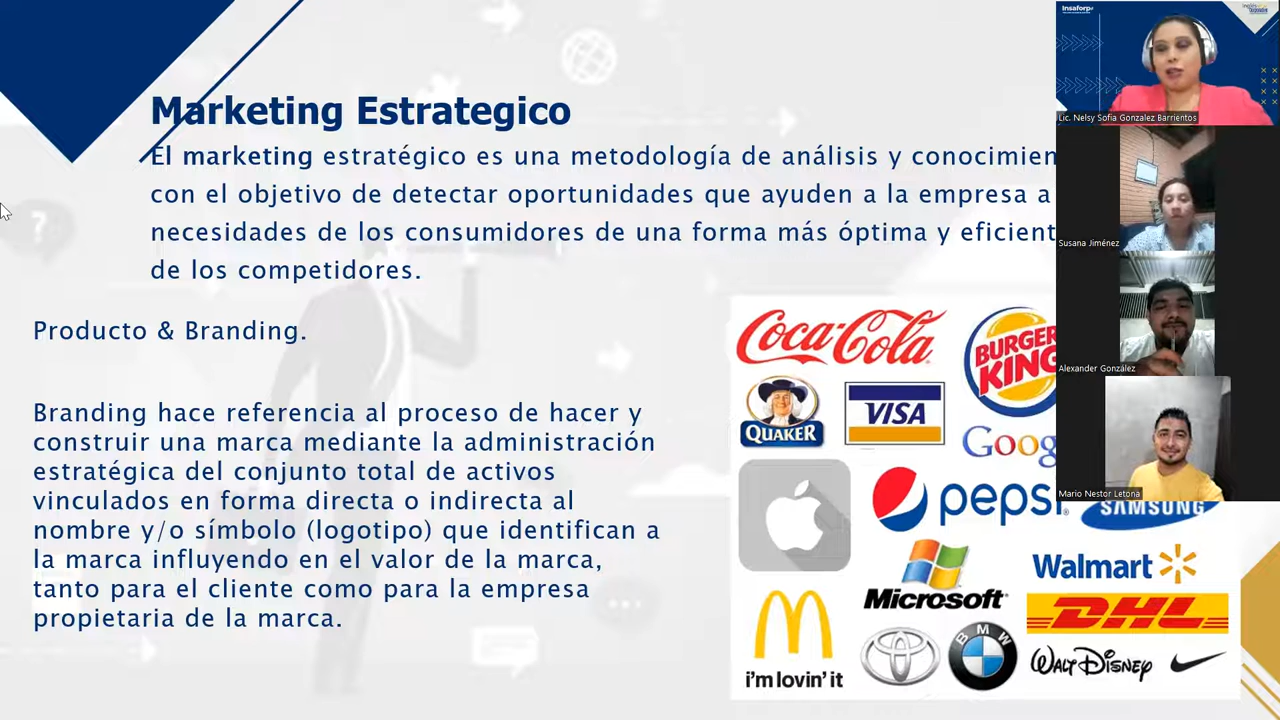 Marketing Estrategico
El marketing estratégico es una metodología de análisis y conocimien
con el objetivo de detectar oportunidades que ayuden a la empresa a
necesidades de los consumidores de una forma más óptima y eficient
de los competidores.
Producto & Branding.
Branding hace referencia al proceso de hacer y
construir una marca mediante la administración
estratégica del conjunto total de activos
vinculados en forma directa o indirecta al
nombre y/o símbolo (logotipo) que identifican a
la marca influyendo en el valor de la marca,
tanto para el cliente como para la empresa
propietaria de la marca.
Coca-Cola
BURGER
KING
QUAKER
VISA
Goog
pepsi
SAMSUNG
Walmart
Microsoft
DHL
i'm lovin' it
BMW
WALT DISNEY
Insaforp
Lic. Nelsy Sofia Gonzalez Barrientos
Susana Jiménez
Alexander González
Mario Nestor Letona